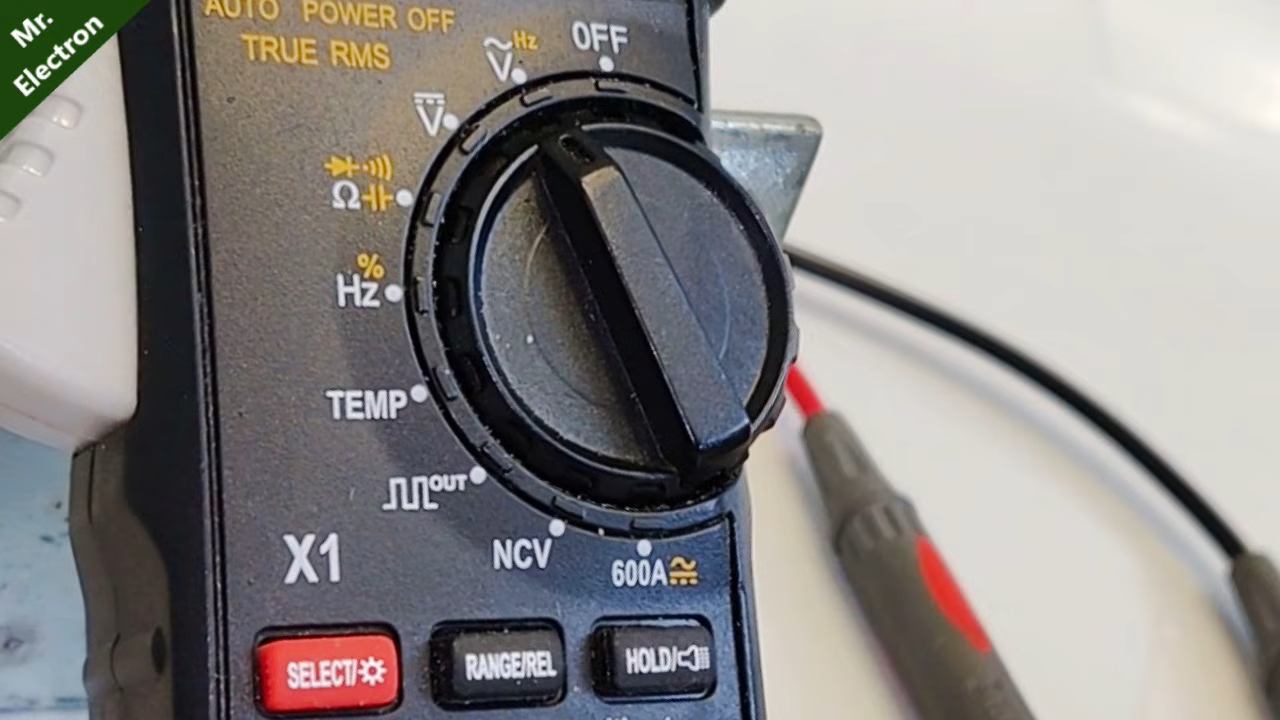 Mr.
Electron
AUTO POWER OFF
TRUE RMS
V Hz
OFF
V
Ω
%
Hz
TEMP
OUT
NCV
X1
600A
SELECT/
RANGE/REL
HOLD/